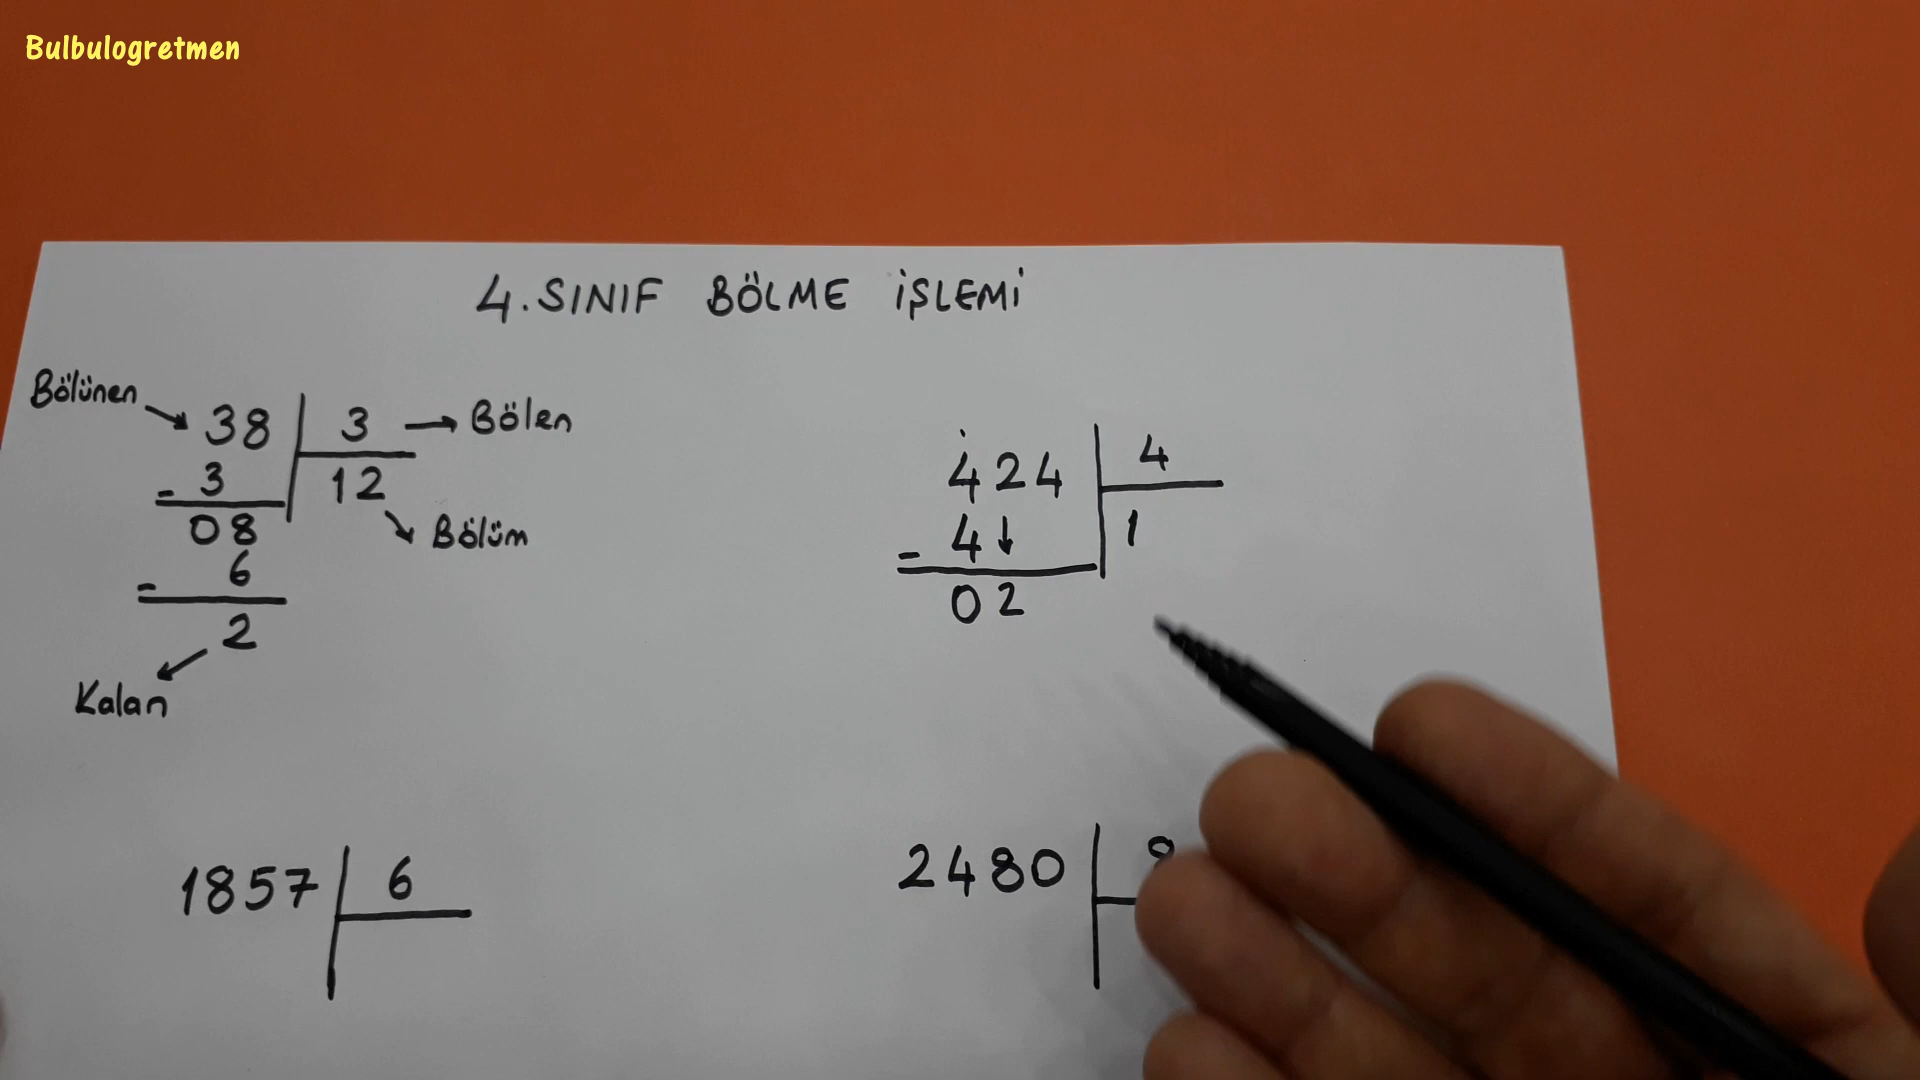 Bulbulogretmen
4. SINIF BÖLME İŞLEMİ
Bölünen
38 3 → Bölen
- 3 12
08 Bölüm
- 6
2
Kalan
424 4
- 4 ↓ 1
02
1857 6
2480